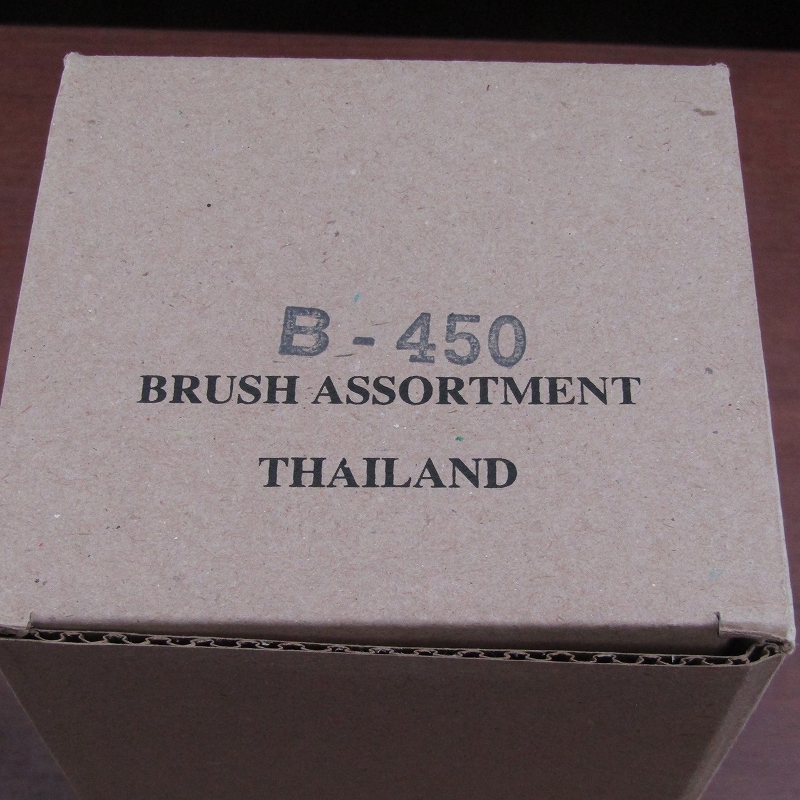 B - 450
BRUSH ASSORTMENT
THAILAND